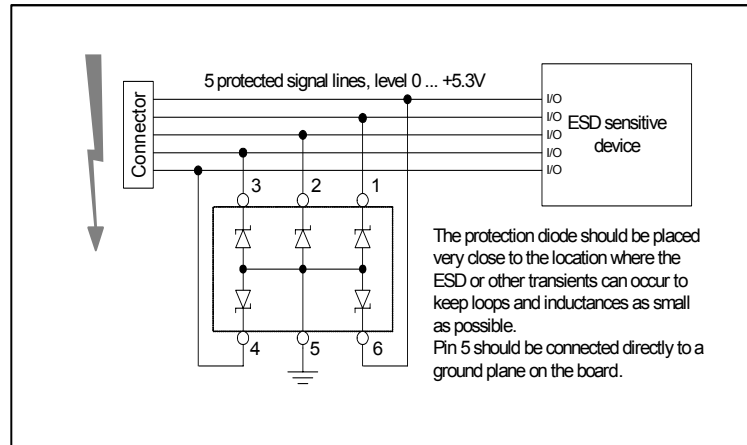 5 protected signal lines, level 0 ... +5.3V
Connector
I/O
I/O
I/O
I/O
I/O
ESD sensitive
device
3 2 1
The protection diode should be placed
very close to the location where the
ESD or other transients can occur to
keep loops and inductances as small
as possible.
Pin 5 should be connected directly to a
ground plane on the board.
4 5 6